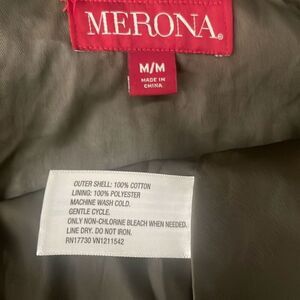 MERONA®
M/M
MADE IN
CHINA
OUTER SHELL: 100% COTTON
LINING: 100% POLYESTER
MACHINE WASH COLD.
GENTLE CYCLE.
ONLY NON-CHLORINE BLEACH WHEN NEEDED.
LINE DRY. DO NOT IRON.
RN17730 VN1211542